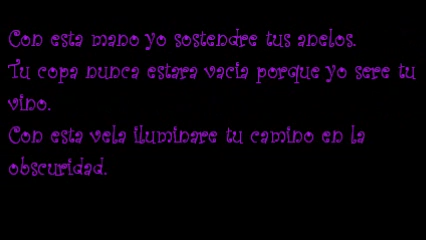 Con esta mano yo sostendre tus anelos.
Tu copa nunca estara vacia porque yo sere tu
vino.
Con esta vela iluminare tu camino en la
obscuridad.